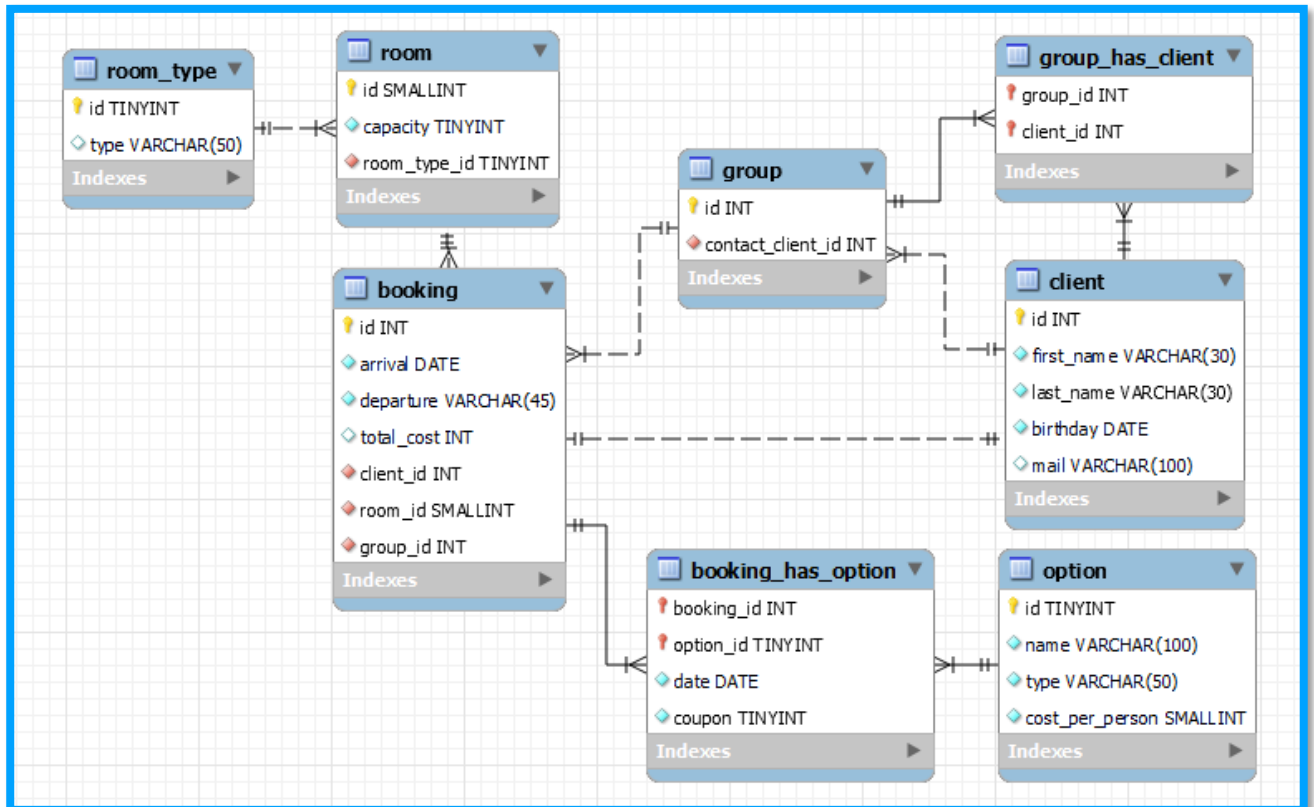 room_type
id TINYINT
type VARCHAR(50)
Indexes
room
id SMALLINT
capacity TINYINT
room_type_id TINYINT
Indexes
group_has_client
group_id INT
client_id INT
Indexes
group
id INT
contact_client_id INT
Indexes
booking
id INT
arrival DATE
departure VARCHAR(45)
total_cost INT
client_id INT
room_id SMALLINT
group_id INT
Indexes
client
id INT
first_name VARCHAR(30)
last_name VARCHAR(30)
birthday DATE
mail VARCHAR(100)
Indexes
booking_has_option
booking_id INT
option_id TINYINT
date DATE
coupon TINYINT
Indexes
option
id TINYINT
name VARCHAR(100)
type VARCHAR(50)
cost_per_person SMALLINT
Indexes